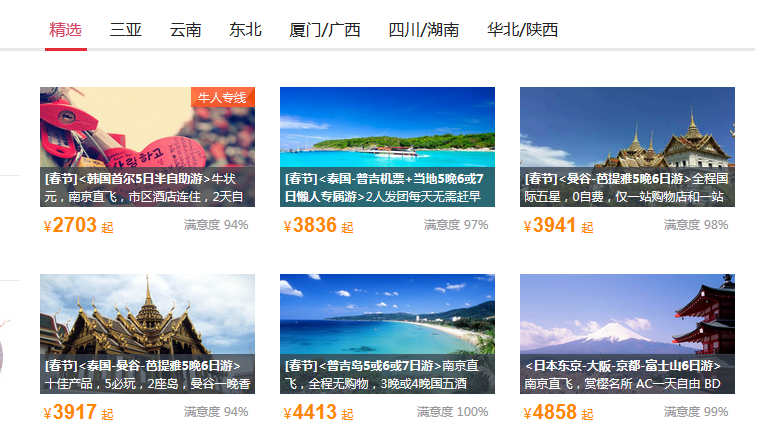 精选 三亚 云南 东北 厦门/广西 四川/湖南 华北/陕西
牛人专线
[春节]<韩国首尔5日半自助游>牛状
元，南京直飞，市区酒店连住，2天自
¥2703 起 满意度 94%
[春节]<泰国-普吉机票+当地5晚6或7
日懒人专属游>2人发团每天无需赶早
¥3836 起 满意度 97%
[春节]<曼谷-芭提雅5晚6日游>全程国
际五星，0自费，仅一站购物店和一站
¥3941 起 满意度 98%
[春节]<泰国-曼谷-芭提雅5晚6日游>
十佳产品，5必玩，2座岛，曼谷一晚香
¥3917 起 满意度 94%
[春节]<普吉岛5或6或7日游>南京直
飞，全程无购物，3晚或4晚国五酒
¥4413 起 满意度 100%
<日本东京-大阪-京都-富士山6日游>
南京直飞，赏樱名所 AC一天自由 BD
¥4858 起 满意度 99%